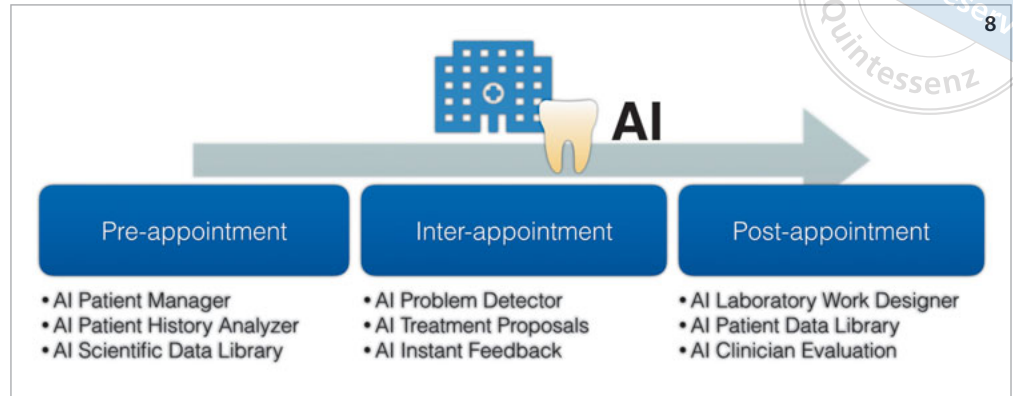 8
Quintessenz
AI
Pre-appointment
Inter-appointment
Post-appointment
• AI Patient Manager
• AI Patient History Analyzer
• AI Scientific Data Library
• AI Problem Detector
• AI Treatment Proposals
• AI Instant Feedback
• AI Laboratory Work Designer
• AI Patient Data Library
• AI Clinician Evaluation